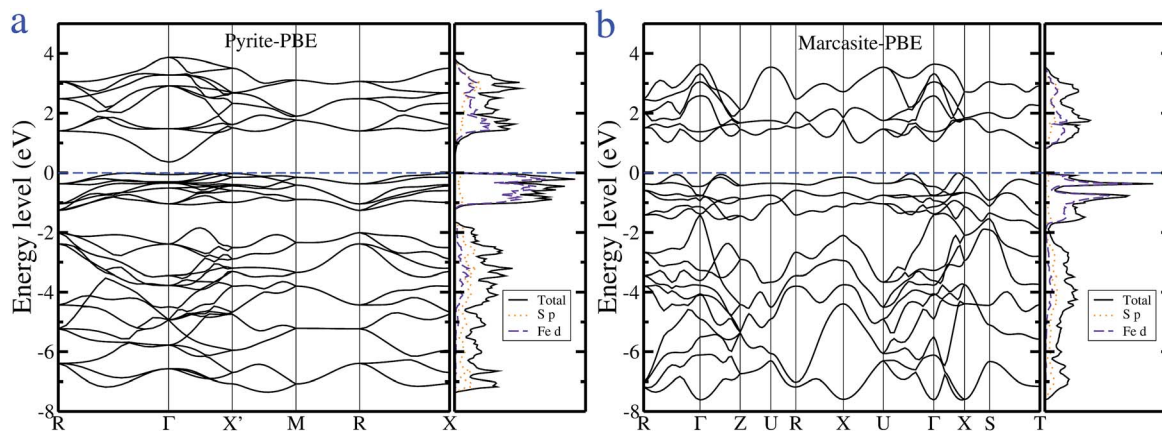 a
Pyrite-PBE
Energy level (eV)
4
2
0
-2
-4
-6
-8
R Γ X' M R X
Total
S p
Fe d
b
Marcasite-PBE
Energy level (eV)
4
2
0
-2
-4
-6
-8
R Γ Z U R X U Γ X S T
Total
S p
Fe d